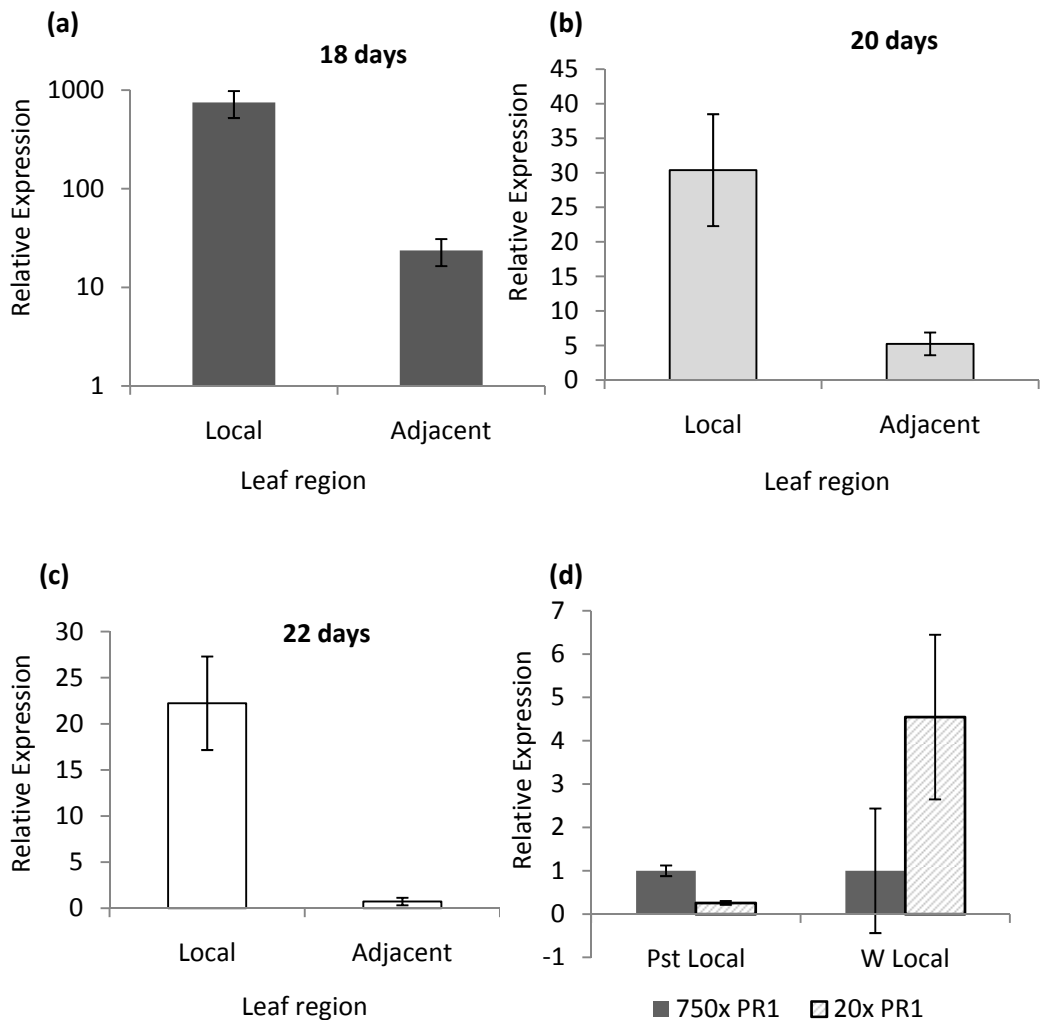 (a)
18 days
Relative Expression
1000
100
10
1
Local
Adjacent
Leaf region
(b)
20 days
Relative Expression
45
40
35
30
25
20
15
10
5
0
Local
Adjacent
Leaf region
(c)
22 days
Relative Expression
30
25
20
15
10
5
0
Local
Adjacent
Leaf region
(d)
Relative Expression
7
6
5
4
3
2
1
0
-1
Pst Local
W Local
750x PR1
20x PR1